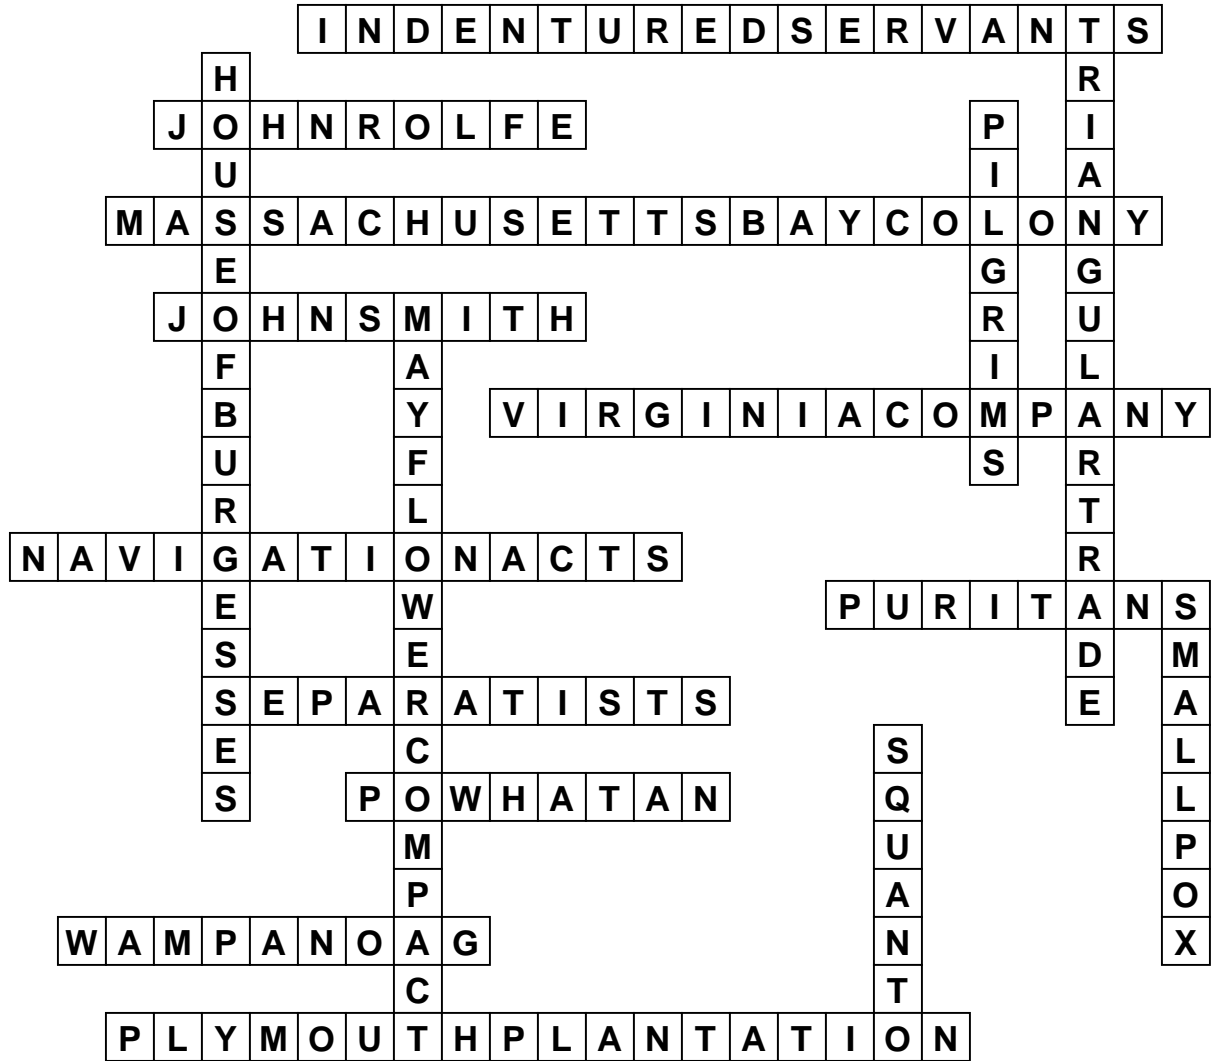 INDENTUREDSERVANTS
TRIANGULARTRADE
HOUSEOFBURGESSES
JOHNROLFE
PILGRIMS
MASSACHUSETTSBAYCOLONY
JOHNSMITH
MAYFLOWERCOMPACT
VIRGINIACOMPANY
NAVIGATIONACTS
PURITANS
SMALLPOX
SEPARATISTS
SQUANTO
POWHATAN
WAMPANOAG
PLYMOUTHPLANTATION